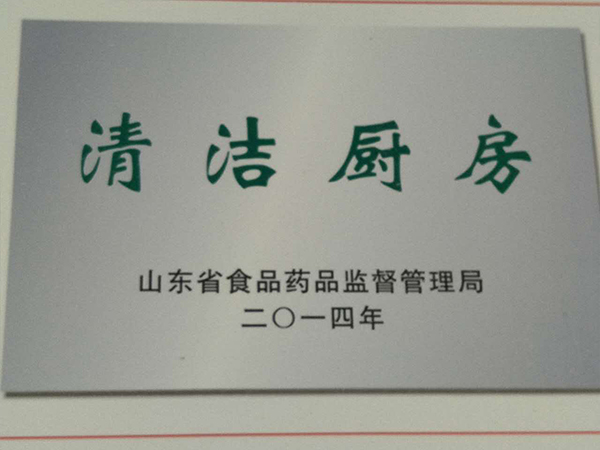 清洁厨房
山东省食品药品监督管理局
二〇一四年